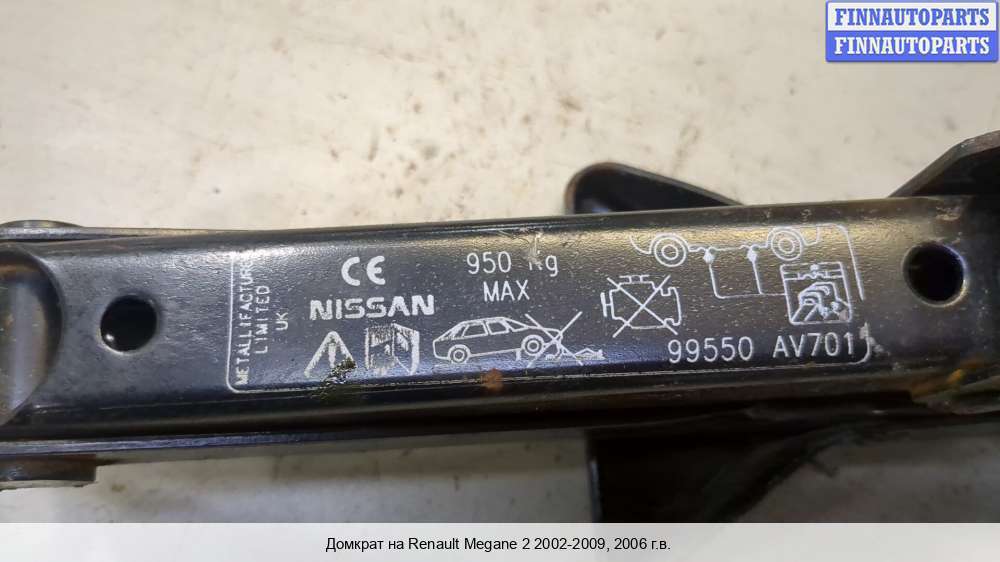 FINNAUTOPARTS
FINNAUTOPARTS
METALLIFACTURE
LIMITED
UK
CE
NISSAN
950 Kg
MAX
99550 AV701
Домкрат на Renault Megane 2 2002-2009, 2006 г.в.